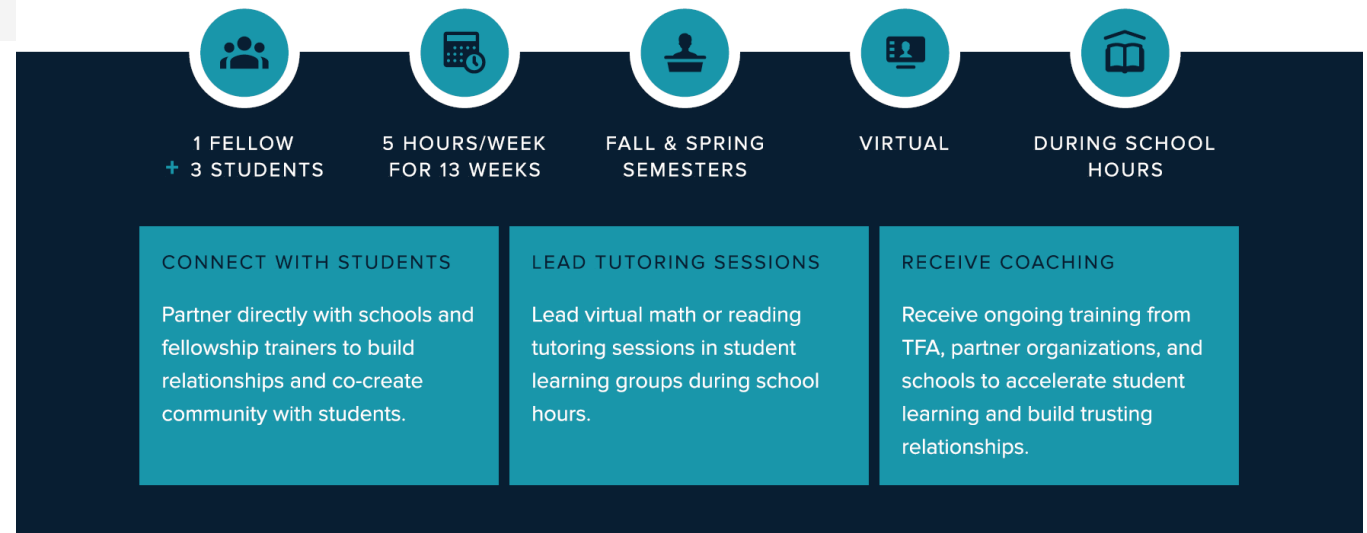 1 FELLOW
+ 3 STUDENTS
5 HOURS/WEEK
FOR 13 WEEKS
FALL & SPRING
SEMESTERS
VIRTUAL
DURING SCHOOL
HOURS
CONNECT WITH STUDENTS
Partner directly with schools and
fellowship trainers to build
relationships and co-create
community with students.
LEAD TUTORING SESSIONS
Lead virtual math or reading
tutoring sessions in student
learning groups during school
hours.
RECEIVE COACHING
Receive ongoing training from
TFA, partner organizations, and
schools to accelerate student
learning and build trusting
relationships.